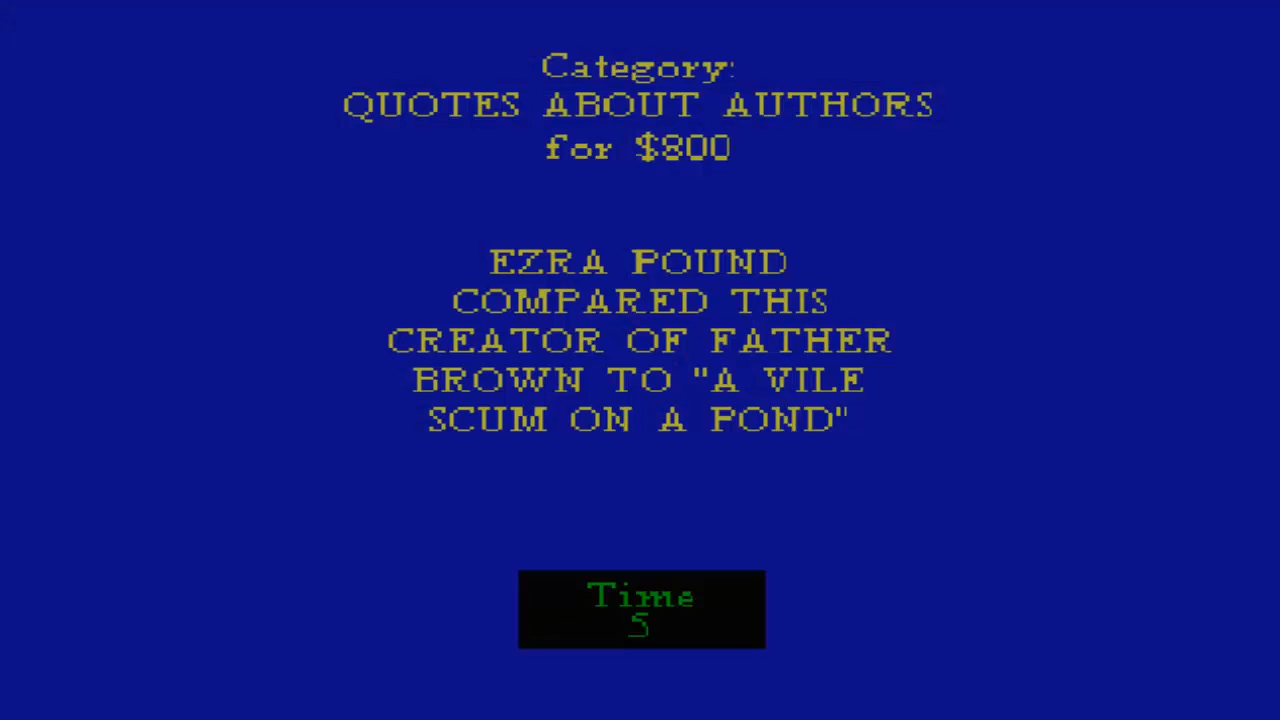 Category:
QUOTES ABOUT AUTHORS
for $800
EZRA POUND
COMPARED THIS
CREATOR OF FATHER
BROWN TO "A VILE
SCUM ON A POND"
Time
5